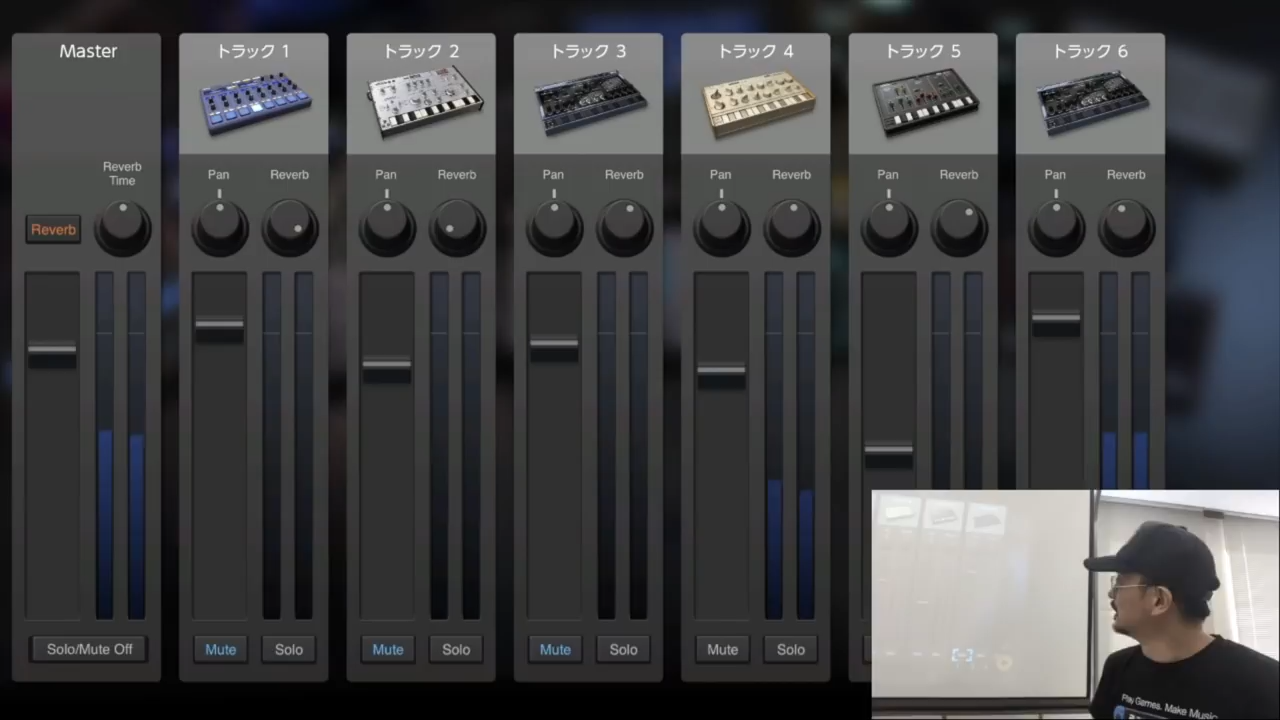 Master
トラック 1
トラック 2
トラック 3
トラック 4
トラック 5
トラック 6
Reverb
Time
Pan
Reverb
Pan
Reverb
Pan
Reverb
Pan
Reverb
Pan
Reverb
Pan
Reverb
Reverb
Solo/Mute Off
Mute
Solo
Mute
Solo
Mute
Solo
Mute
Solo
Play Games. Make Music.